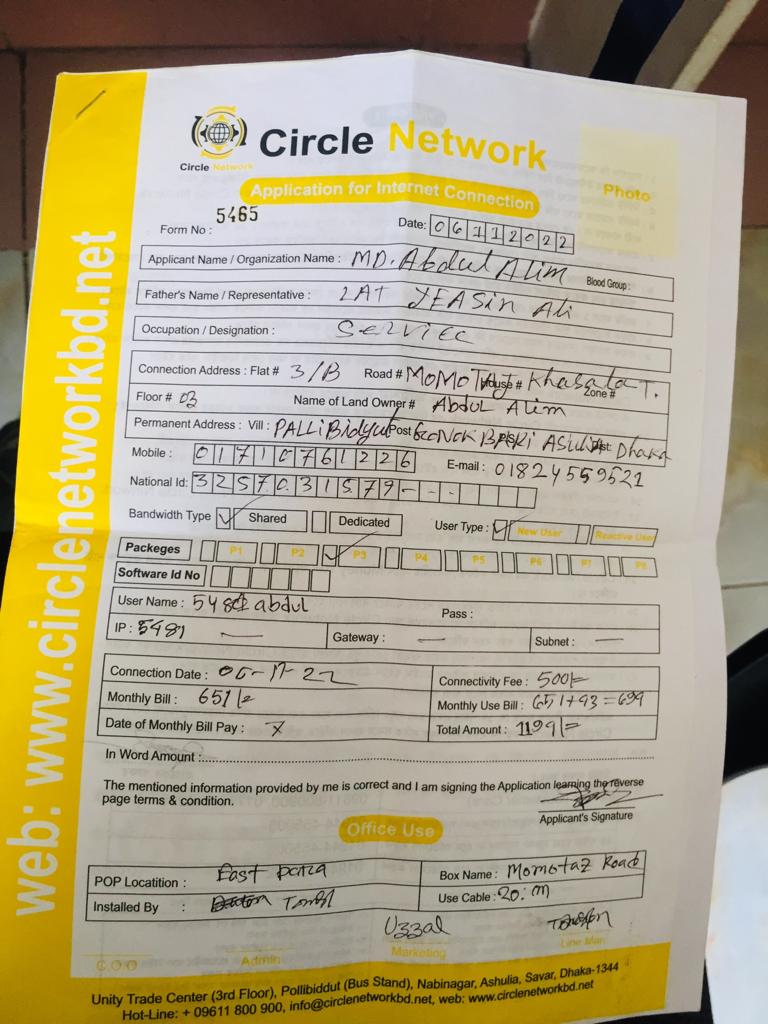 web: www.circlenetworkbd.net
Circle Network
Circle Network
Application for Internet Connection
Photo
Form No : 5465
Date: 06112022
Applicant Name / Organization Name : MD. Abdul Alim Blood Group :
Father's Name / Representative : LAT YEASin Ali
Occupation / Designation : Service
Connection Address : Flat # 3/B Road # MOMOTAJ House # Khasala T. Zone #
Floor # 03 Name of Land Owner # Abdul Alim
Permanent Address : Vill : PALLiBidyut Post Dist Dhaka
Mobile : 01710761226 E-mail : 01824559521
National Id: 3257031579---
Bandwidth Type Shared Dedicated User Type : New User Reactive User
Packeges P1 P2 P3 P4 P5 P6 P7 P8
Software Id No
User Name : abdul Pass :
IP : 5481 — Gateway : — Subnet : —
Connection Date : 06-11-22 Connectivity Fee : 500/=
Monthly Bill : 651/= Monthly Use Bill : 651+43=694
Date of Monthly Bill Pay : 7 Total Amount : 1194/=
In Word Amount :
The mentioned information provided by me is correct and I am signing the Application learning the reverse
page terms & condition.
Applicant's Signature
Office Use
POP Locatition : East para Box Name : Momotaz Road
Installed By : Use Cable : 20: m
Uzzal
COO Admin Marketing Line Man
Unity Trade Center (3rd Floor), Pollibiddut (Bus Stand), Nabinagar, Ashulia, Savar, Dhaka-1344
Hot-Line: + 09611 800 900, info@circlenetworkbd.net, web: www.circlenetworkbd.net